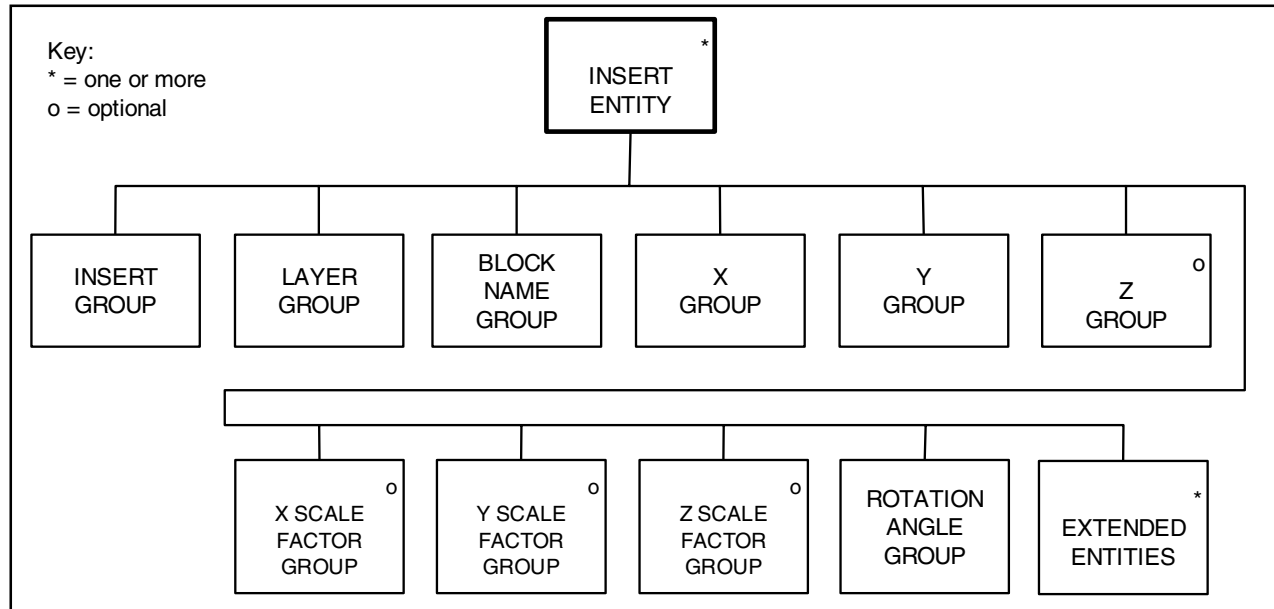 Key:
* = one or more
o = optional
*
INSERT
ENTITY
INSERT
GROUP
LAYER
GROUP
BLOCK
NAME
GROUP
X
GROUP
Y
GROUP
o
Z
GROUP
o
X SCALE
FACTOR
GROUP
o
Y SCALE
FACTOR
GROUP
o
Z SCALE
FACTOR
GROUP
ROTATION
ANGLE
GROUP
*
EXTENDED
ENTITIES